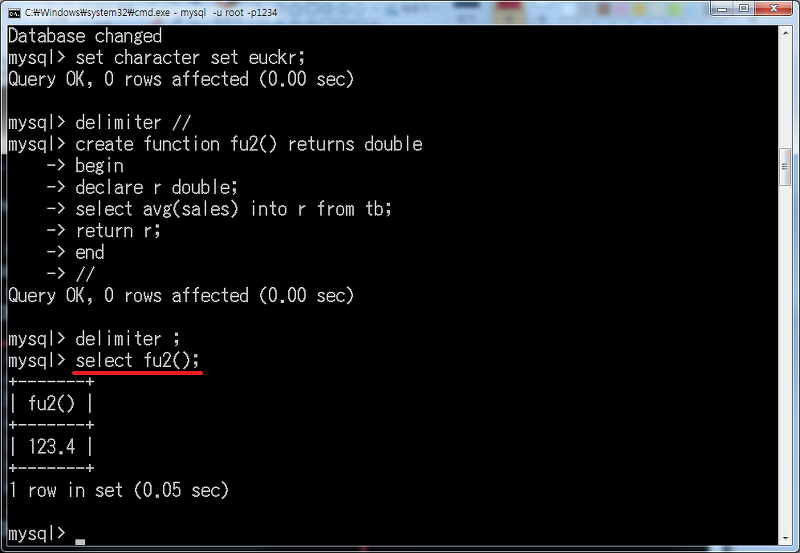 C:₩Windows₩system32₩cmd.exe - mysql -u root -p1234
Database changed
mysql> set character set euckr;
Query OK, 0 rows affected (0.00 sec)
mysql> delimiter //
mysql> create function fu2() returns double
-> begin
-> declare r double;
-> select avg(sales) into r from tb;
-> return r;
-> end
-> //
Query OK, 0 rows affected (0.00 sec)
mysql> delimiter ;
mysql> select fu2();
+-------+
| fu2() |
+-------+
| 123.4 |
+-------+
1 row in set (0.05 sec)
mysql> _